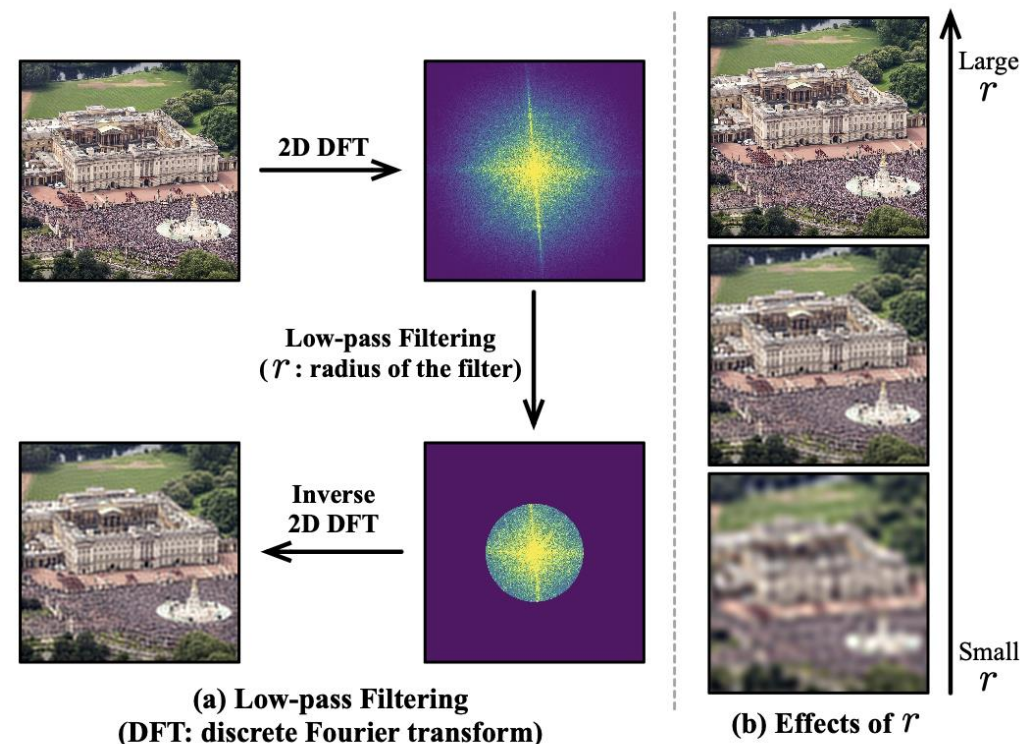 2D DFT
Low-pass Filtering
( r : radius of the filter)
Inverse
2D DFT
(a) Low-pass Filtering
(DFT: discrete Fourier transform)
Large
r
Small
r
(b) Effects of r